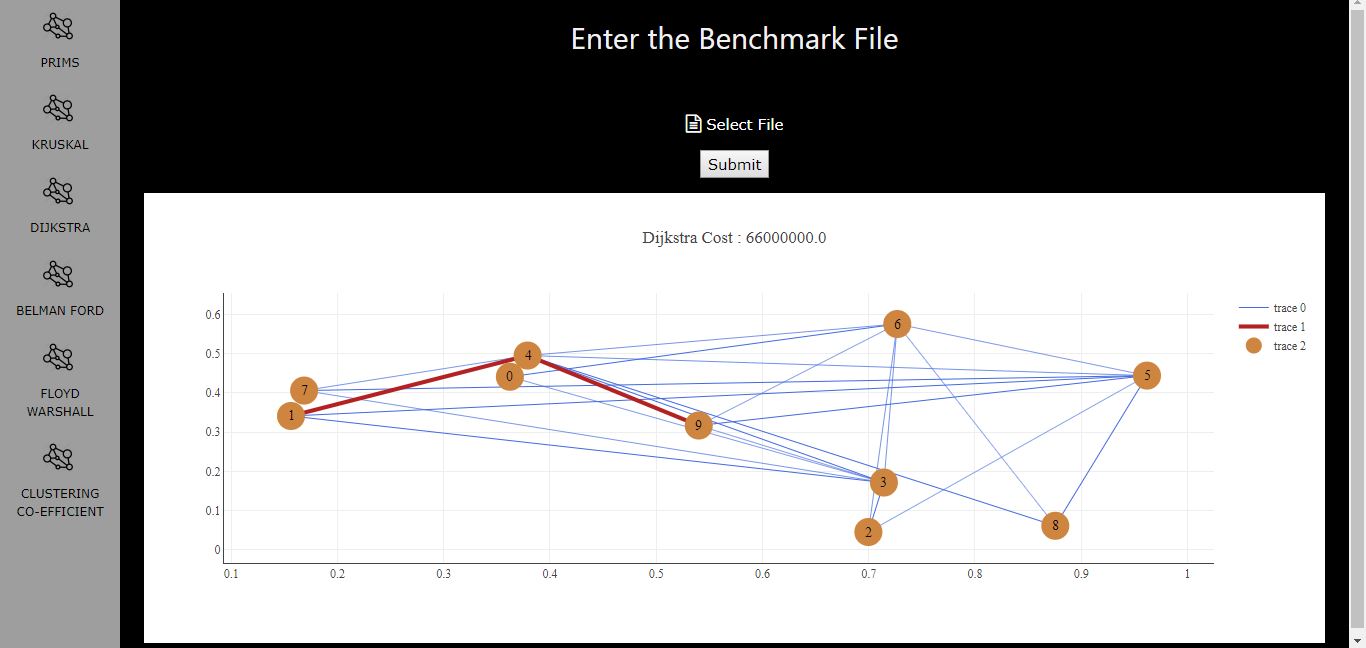 PRIMS
KRUSKAL
DIJKSTRA
BELMAN FORD
FLOYD
WARSHALL
CLUSTERING
CO-EFFICIENT
Enter the Benchmark File
Select File
Submit
Dijkstra Cost : 66000000.0
0.6
0.5
0.4
0.3
0.2
0.1
0
0.1 0.2 0.3 0.4 0.5 0.6 0.7 0.8 0.9 1
6
4
0
5
7
1
9
3
2
8
trace 0
trace 1
trace 2